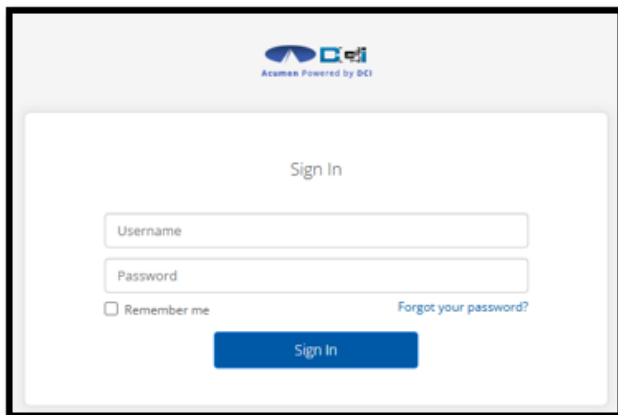 DCI
Acumen Powered by DCI
Sign In
Username
Password
Remember me
Forgot your password?
Sign In